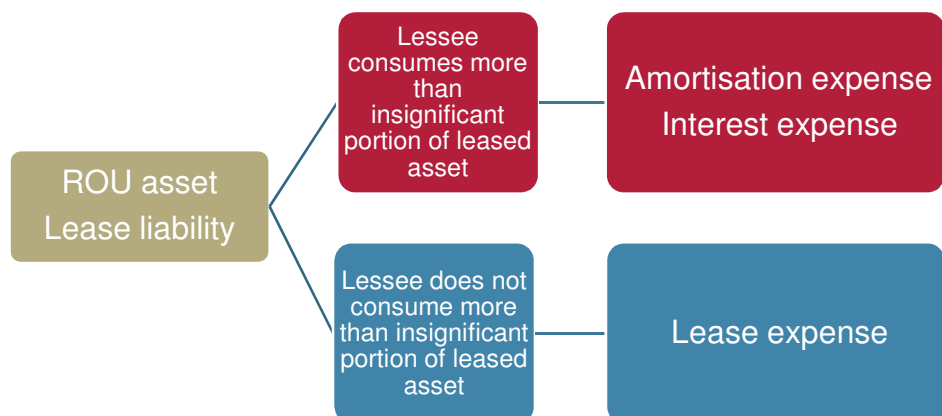 ROU asset
Lease liability
Lessee
consumes more
than
insignificant
portion of leased
asset
Amortisation expense
Interest expense
Lessee does not
consume more
than insignificant
portion of leased
asset
Lease expense